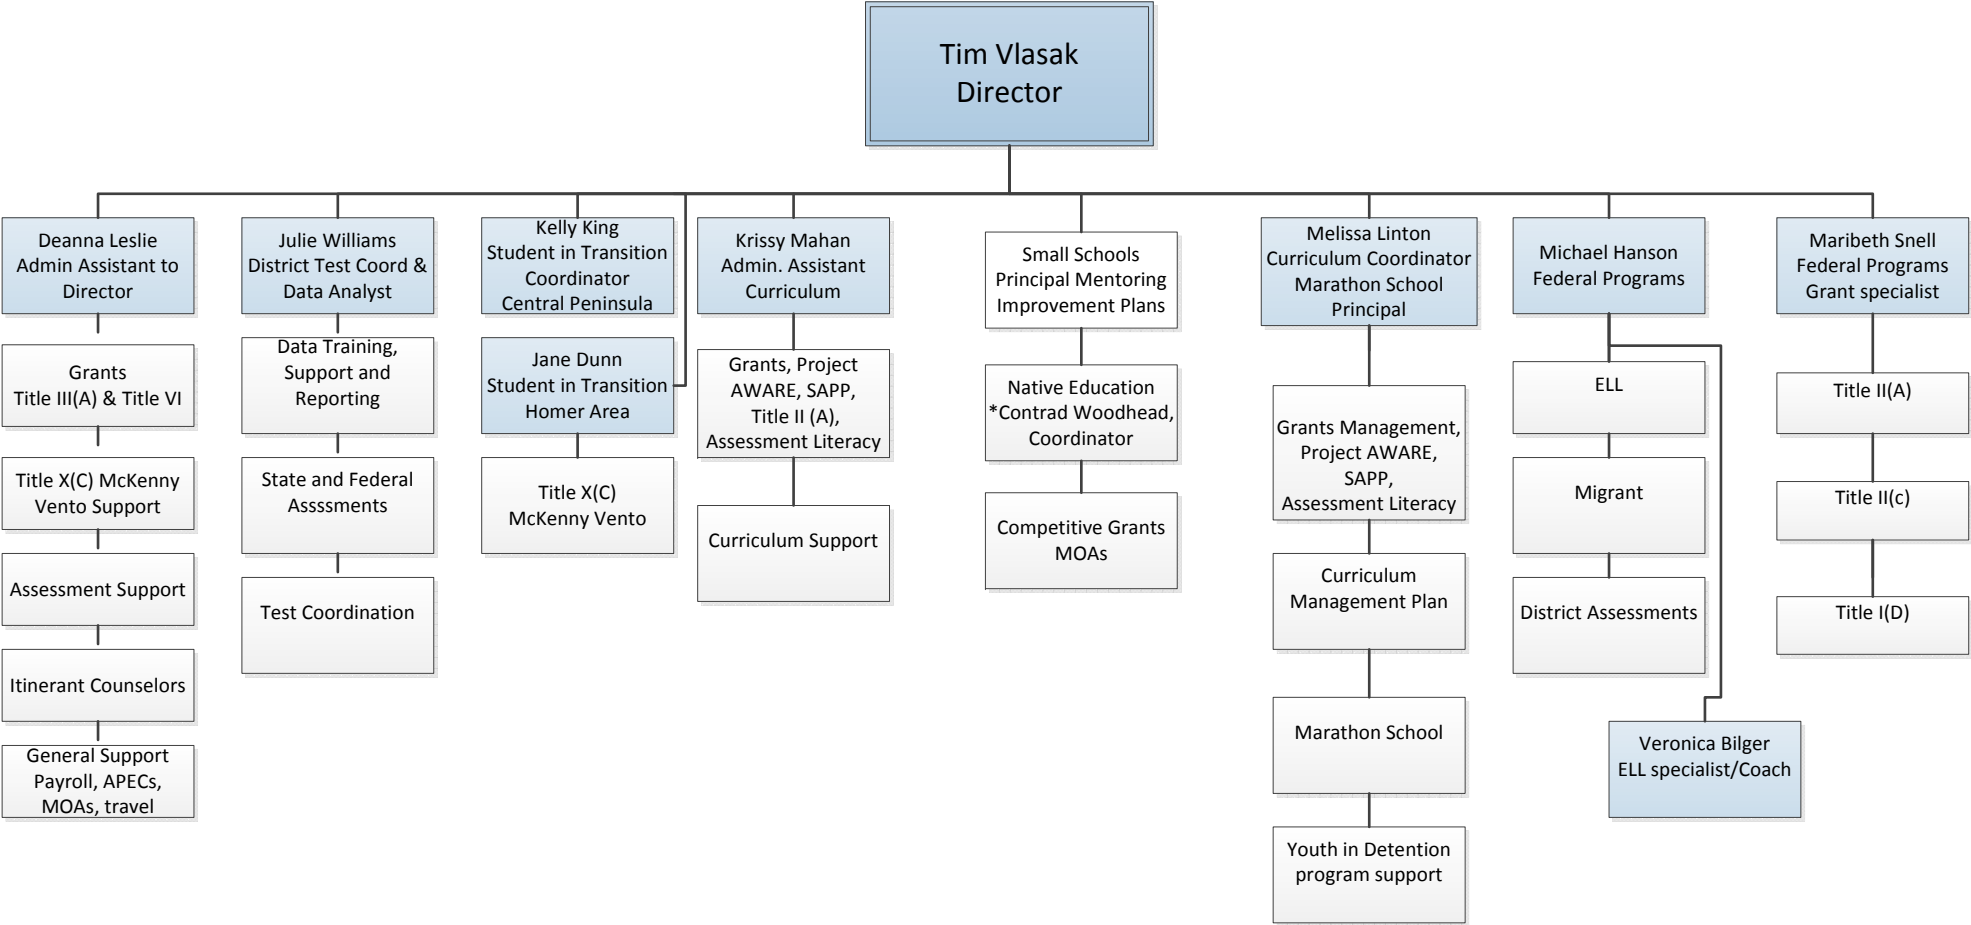 Tim Vlasak
Director
Deanna Leslie
Admin Assistant to
Director
Grants
Title III(A) & Title VI
Title X(C) McKenny
Vento Support
Assessment Support
Itinerant Counselors
General Support
Payroll, APECs,
MOAs, travel
Julie Williams
District Test Coord &
Data Analyst
Data Training,
Support and
Reporting
State and Federal
Asssments
Test Coordination
Kelly King
Student in Transition
Coordinator
Central Peninsula
Jane Dunn
Student in Transition
Homer Area
Title X(C)
McKenny Vento
Krissy Mahan
Admin. Assistant
Curriculum
Grants, Project
AWARE, SAPP,
Title II (A),
Assessment Literacy
Curriculum Support
Small Schools
Principal Mentoring
Improvement Plans
Native Education
*Contrad Woodhead,
Coordinator
Competitive Grants
MOAs
Melissa Linton
Curriculum Coordinator
Marathon School
Principal
Grants Management,
Project AWARE,
SAPP,
Assessment Literacy
Curriculum
Management Plan
Marathon School
Youth in Detention
program support
Michael Hanson
Federal Programs
ELL
Migrant
District Assessments
Veronica Bilger
ELL specialist/Coach
Maribeth Snell
Federal Programs
Grant specialist
Title II(A)
Title II(c)
Title I(D)